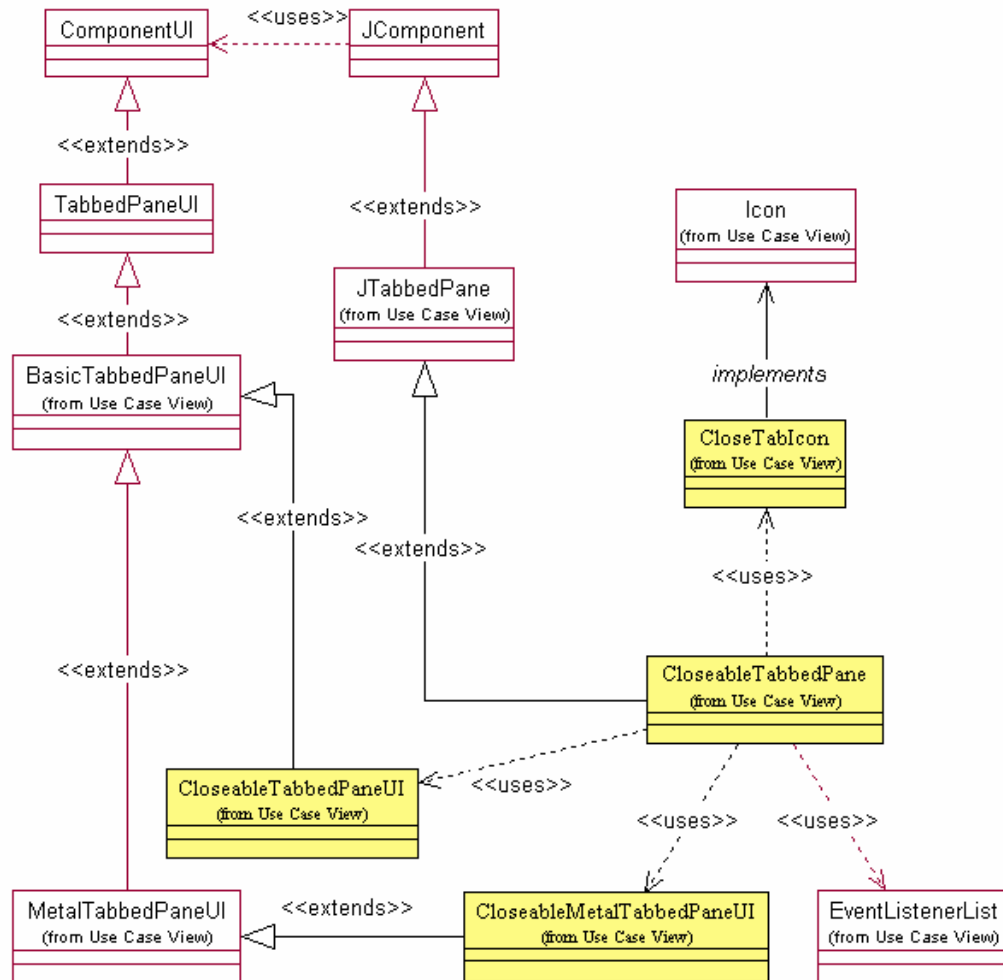 <<uses>>
ComponentUI
JComponent
<<extends>>
TabbedPaneUI
<<extends>>
Icon
(from Use Case View)
JTabbedPane
(from Use Case View)
<<extends>>
BasicTabbedPaneUI
(from Use Case View)
implements
CloseTabIcon
(from Use Case View)
<<extends>>
<<extends>>
<<uses>>
<<extends>>
CloseableTabbedPane
(from Use Case View)
CloseableTabbedPaneUI
(from Use Case View)
<<uses>>
<<uses>>
<<uses>>
MetalTabbedPaneUI
(from Use Case View)
<<extends>>
CloseableMetalTabbedPaneUI
(from Use Case View)
EventListenerList
(from Use Case View)